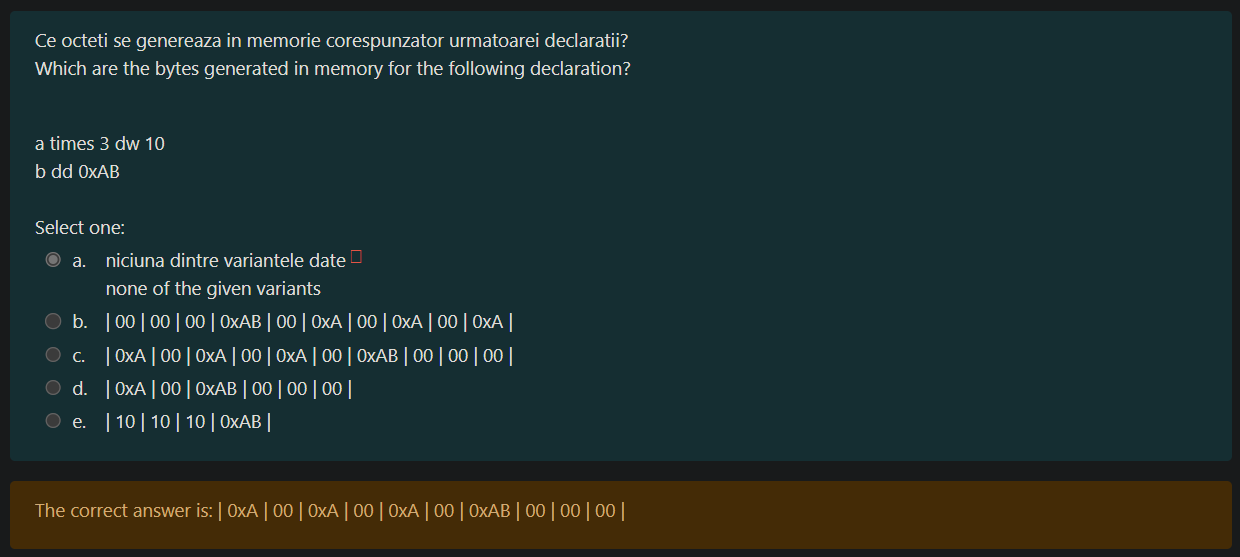 Ce octeti se genereaza in memorie corespunzator urmatoarei declaratii?
Which are the bytes generated in memory for the following declaration?
a times 3 dw 10
b dd 0xAB
Select one:
a. niciuna dintre variantele date
none of the given variants
b. | 00 | 00 | 00 | 0xAB | 00 | 0xA | 00 | 0xA | 00 | 0xA |
c. | 0xA | 00 | 0xA | 00 | 0xA | 00 | 0xAB | 00 | 00 | 00 |
d. | 0xA | 00 | 0xAB | 00 | 00 | 00 |
e. | 10 | 10 | 10 | 0xAB |
The correct answer is: | 0xA | 00 | 0xA | 00 | 0xA | 00 | 0xAB | 00 | 00 | 00 |